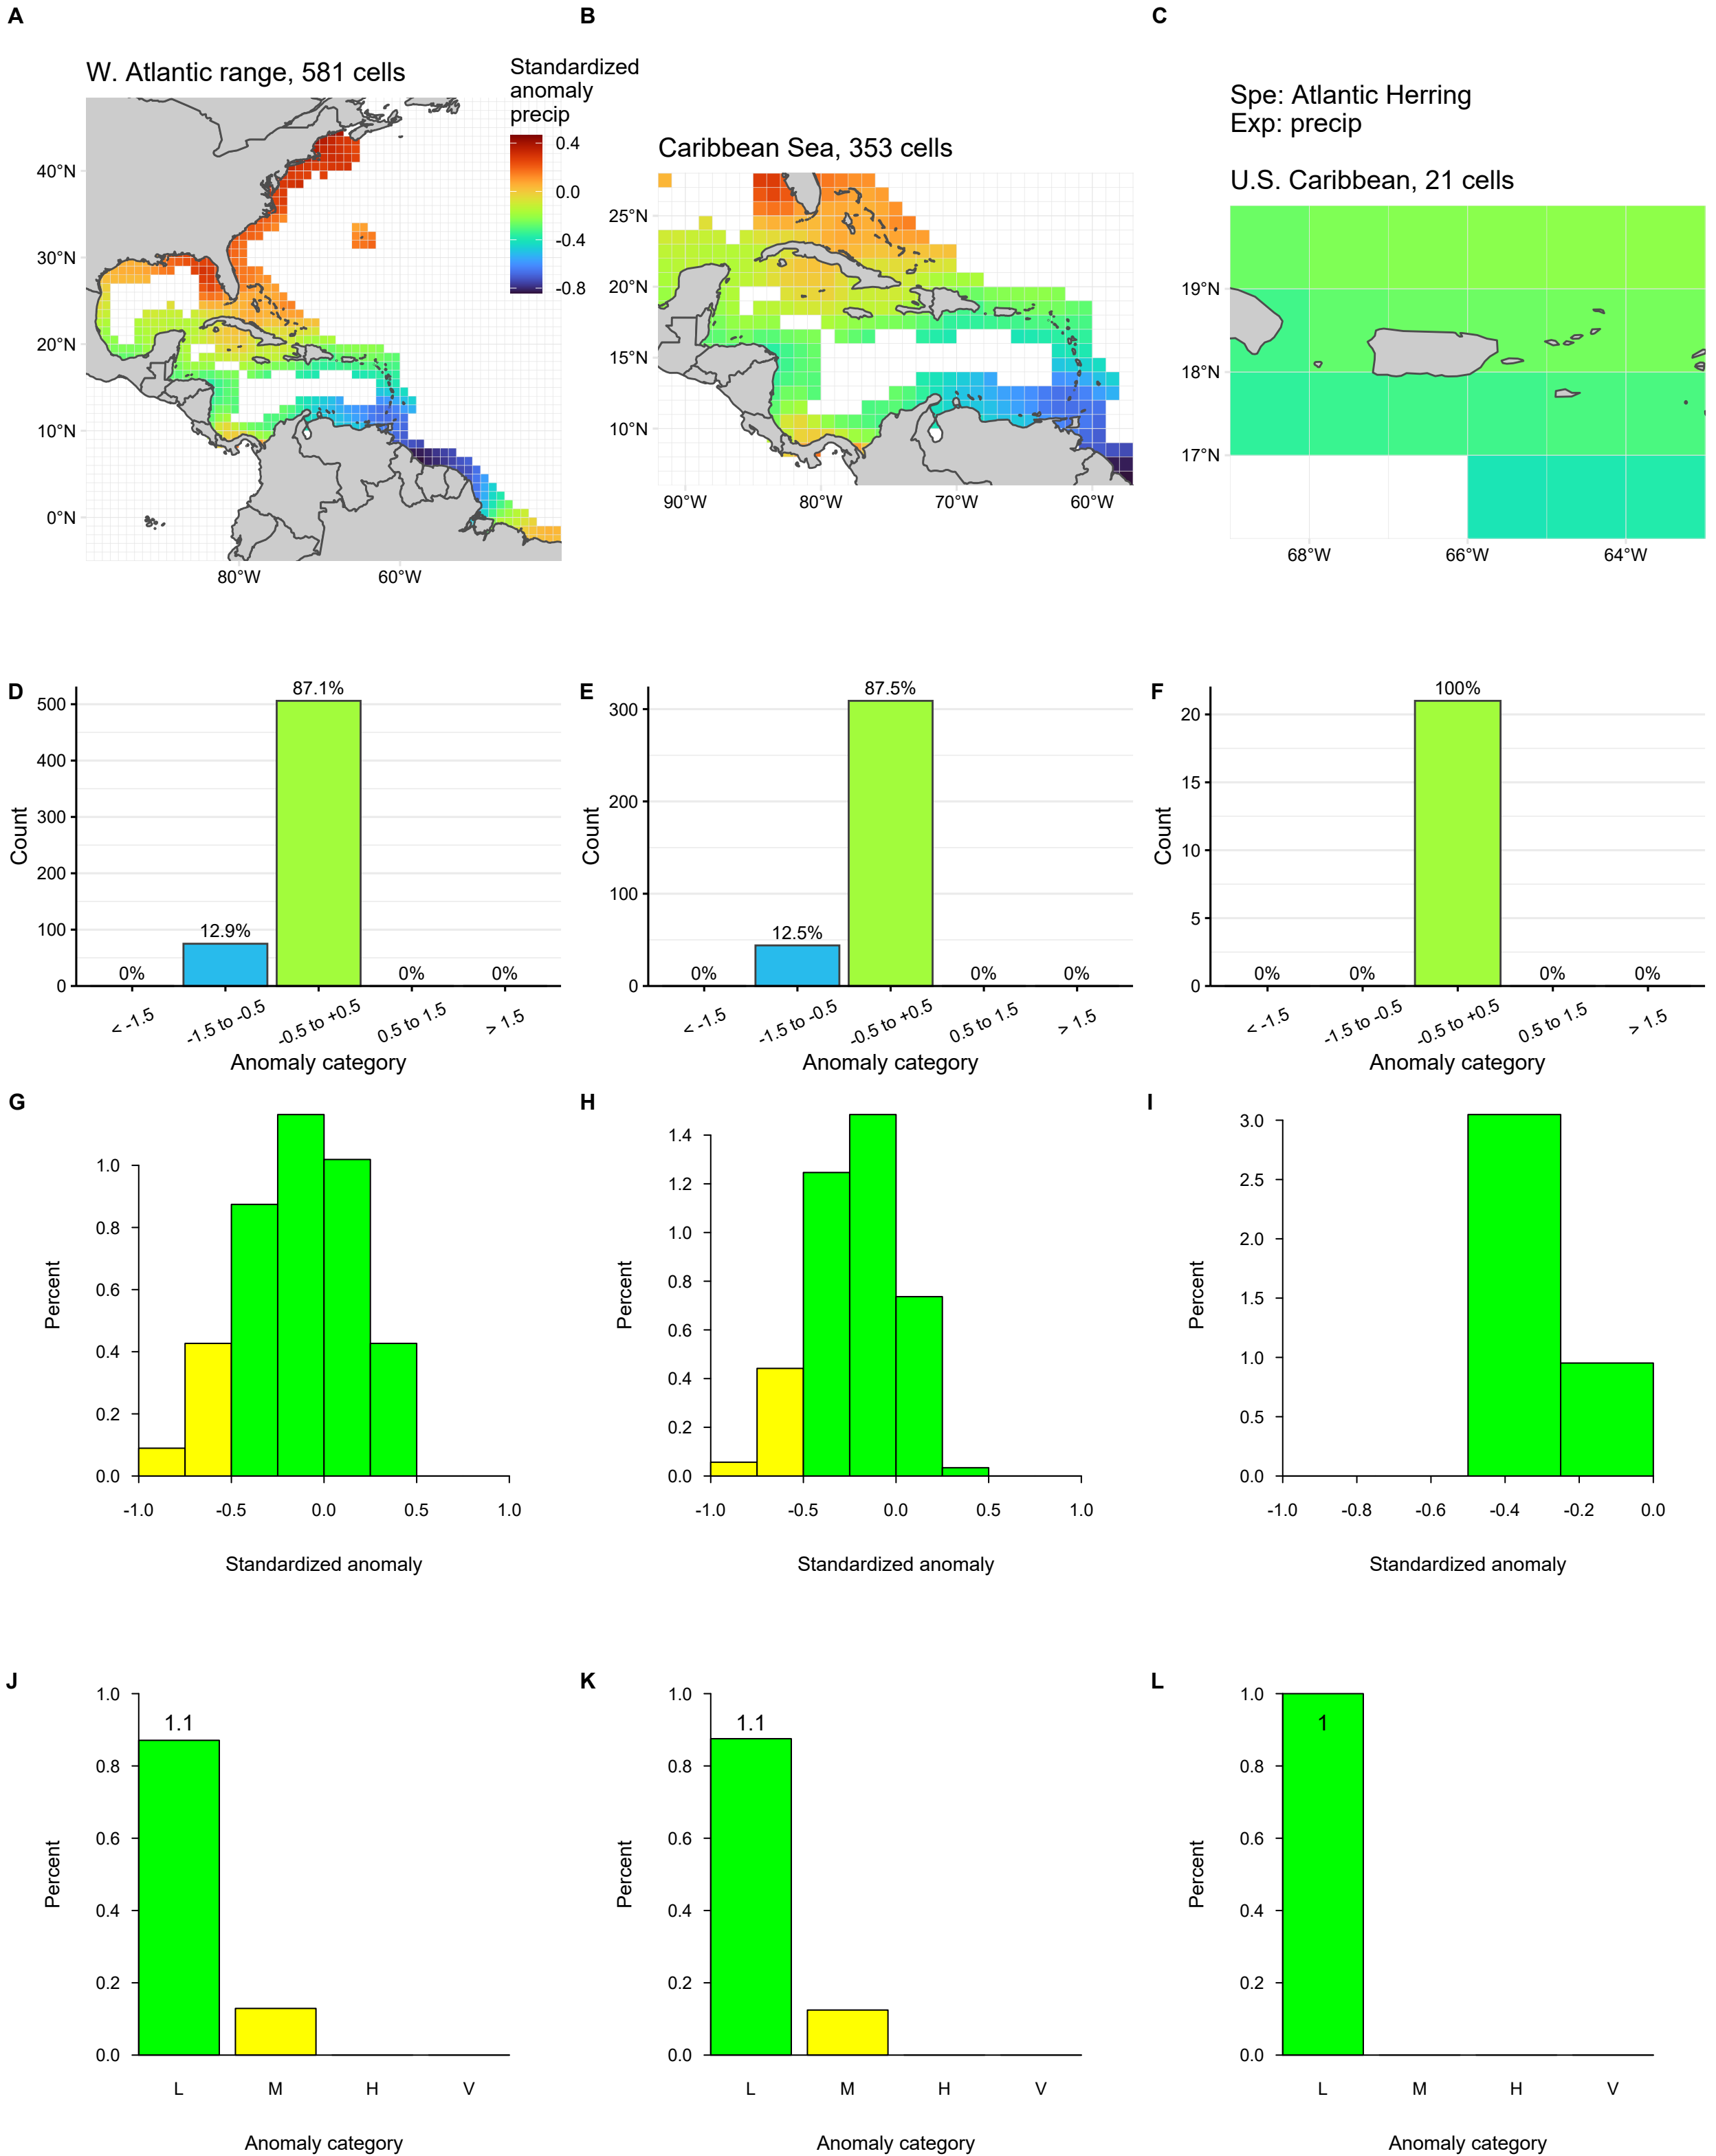 A
B
C
W. Atlantic range, 581 cells
Standardized
anomaly
precip
0.4
0.0
-0.4
-0.8
40°N
30°N
20°N
10°N
0°N
80°W
60°W
Caribbean Sea, 353 cells
25°N
20°N
15°N
10°N
90°W
80°W
70°W
60°W
Spe: Atlantic Herring
Exp: precip
U.S. Caribbean, 21 cells
19°N
18°N
17°N
68°W
66°W
64°W
D
Count
500
400
300
200
100
0
0%
12.9%
87.1%
0%
0%
< -1.5
-1.5 to -0.5
-0.5 to +0.5
0.5 to 1.5
> 1.5
Anomaly category
E
Count
300
200
100
0
0%
12.5%
87.5%
0%
0%
< -1.5
-1.5 to -0.5
-0.5 to +0.5
0.5 to 1.5
> 1.5
Anomaly category
F
Count
20
15
10
5
0
0%
0%
100%
0%
0%
< -1.5
-1.5 to -0.5
-0.5 to +0.5
0.5 to 1.5
> 1.5
Anomaly category
G
Percent
1.0
0.8
0.6
0.4
0.2
0.0
-1.0
-0.5
0.0
0.5
1.0
Standardized anomaly
H
Percent
1.4
1.2
1.0
0.8
0.6
0.4
0.2
0.0
-1.0
-0.5
0.0
0.5
1.0
Standardized anomaly
I
Percent
3.0
2.5
2.0
1.5
1.0
0.5
0.0
-1.0
-0.8
-0.6
-0.4
-0.2
0.0
Standardized anomaly
J
Percent
1.0
0.8
0.6
0.4
0.2
0.0
1.1
L
M
H
V
Anomaly category
K
Percent
1.0
0.8
0.6
0.4
0.2
0.0
1.1
L
M
H
V
Anomaly category
L
Percent
1.0
0.8
0.6
0.4
0.2
0.0
1
L
M
H
V
Anomaly category